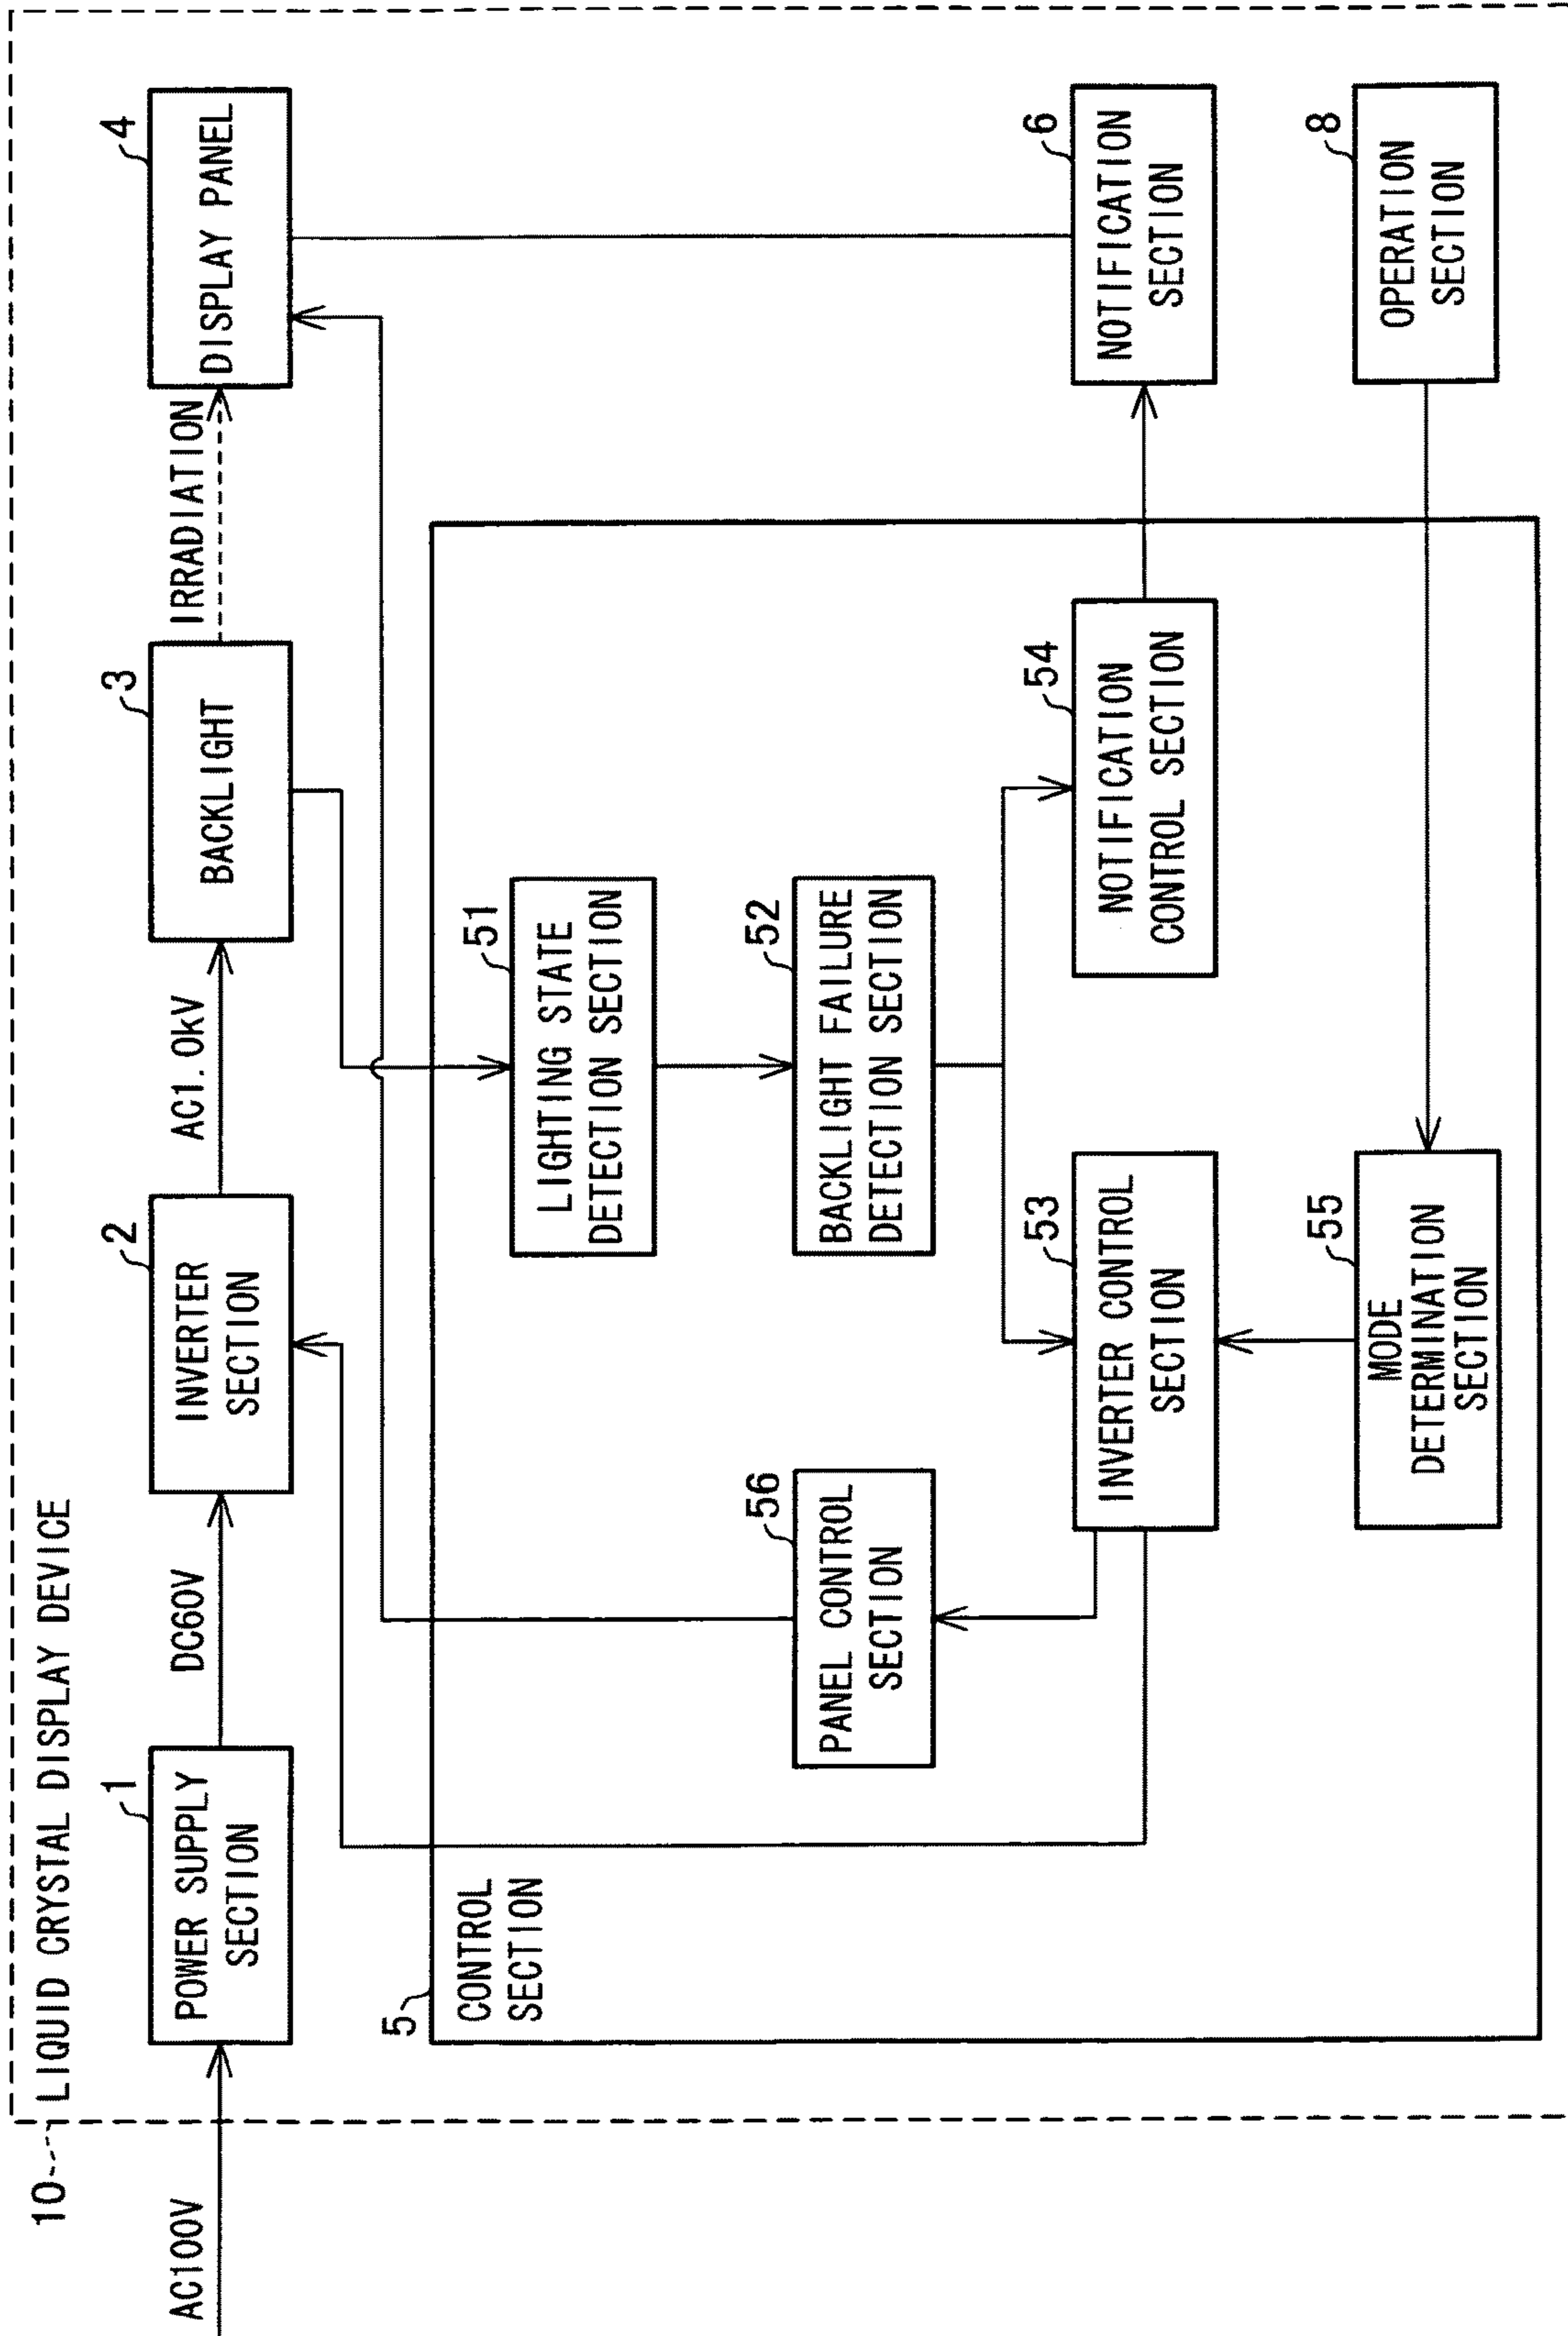 10
LIQUID CRYSTAL DISPLAY DEVICE
AC100V
1
POWER SUPPLY
SECTION
DC60V
2
INVERTER
SECTION
AC1.0kV
3
BACKLIGHT
IRRADIATION
4
DISPLAY PANEL
5
CONTROL
SECTION
51
LIGHTING STATE
DETECTION SECTION
56
PANEL CONTROL
SECTION
52
BACKLIGHT FAILURE
DETECTION SECTION
53
INVERTER CONTROL
SECTION
54
NOTIFICATION
CONTROL SECTION
6
NOTIFICATION
SECTION
55
MODE
DETERMINATION
SECTION
8
OPERATION
SECTION